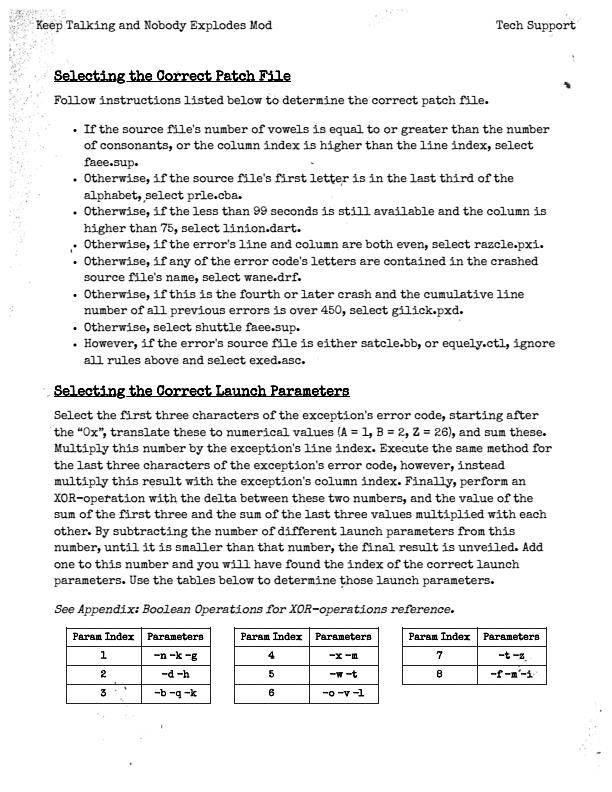 Keep Talking and Nobody Explodes Mod Tech Support
Selecting the Correct Patch File
Follow instructions listed below to determine the correct patch file.
• If the source file's number of vowels is equal to or greater than the number
of consonants, or the column index is higher than the line index, select
faee.sup.
• Otherwise, if the source file's first letter is in the last third of the
alphabet, select prle.cba.
• Otherwise, if the less than 99 seconds is still available and the column is
higher than 75, select linion.dart.
• Otherwise, if the error's line and column are both even, select razcle.pxi.
• Otherwise, if any of the error code's letters are contained in the crashed
source file's name, select wane.drf.
• Otherwise, if this is the fourth or later crash and the cumulative line
number of all previous errors is over 450, select gilick.pxd.
• Otherwise, select shuttle faee.sup.
• However, if the error's source file is either satcle.bb, or equely.ctl, ignore
all rules above and select exed.asc.
Selecting the Correct Launch Parameters
Select the first three characters of the exception's error code, starting after
the "0x", translate these to numerical values (A = 1, B = 2, Z = 26), and sum these.
Multiply this number by the exception's line index. Execute the same method for
the last three characters of the exception's error code, however, instead
multiply this result with the exception's column index. Finally, perform an
XOR-operation with the delta between these two numbers, and the value of the
sum of the first three and the sum of the last three values multiplied with each
other. By subtracting the number of different launch parameters from this
number, until it is smaller than that number, the final result is unveiled. Add
one to this number and you will have found the index of the correct launch
parameters. Use the tables below to determine those launch parameters.
See Appendix: Boolean Operations for XOR-operations reference.
Param Index Parameters Param Index Parameters Param Index Parameters
1 -n -k -g 4 -x -m 7 -t -z
2 -d -h 5 -w -t 8 -f -m -i
3 -b -q -k 6 -o -v -l